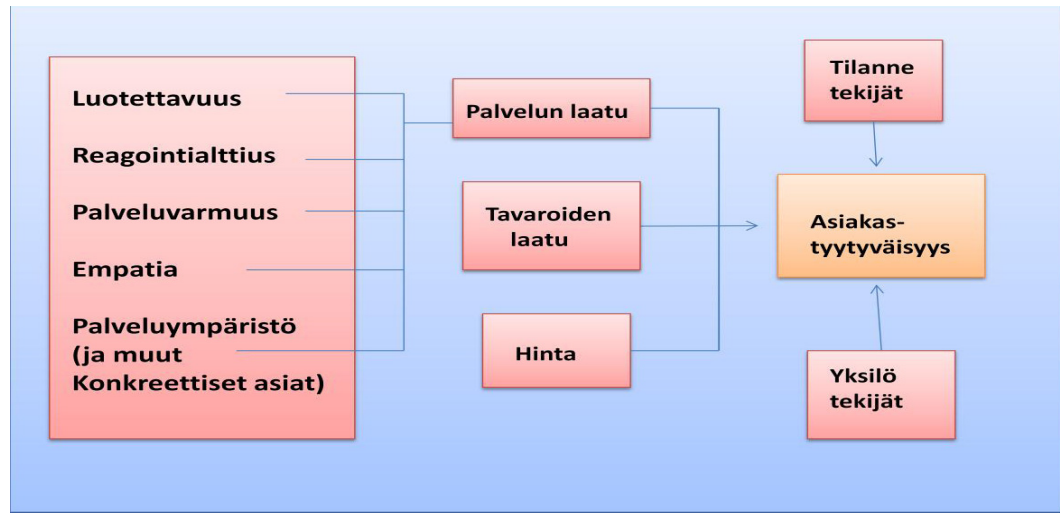 Luotettavuus
Reagointialttius
Palveluvarmuus
Empatia
Palveluympäristö
(ja muut
Konkreettiset asiat)
Palvelun laatu
Tavaroiden
laatu
Hinta
Tilanne
tekijät
Asiakas-
tyytyväisyys
Yksilö
tekijät